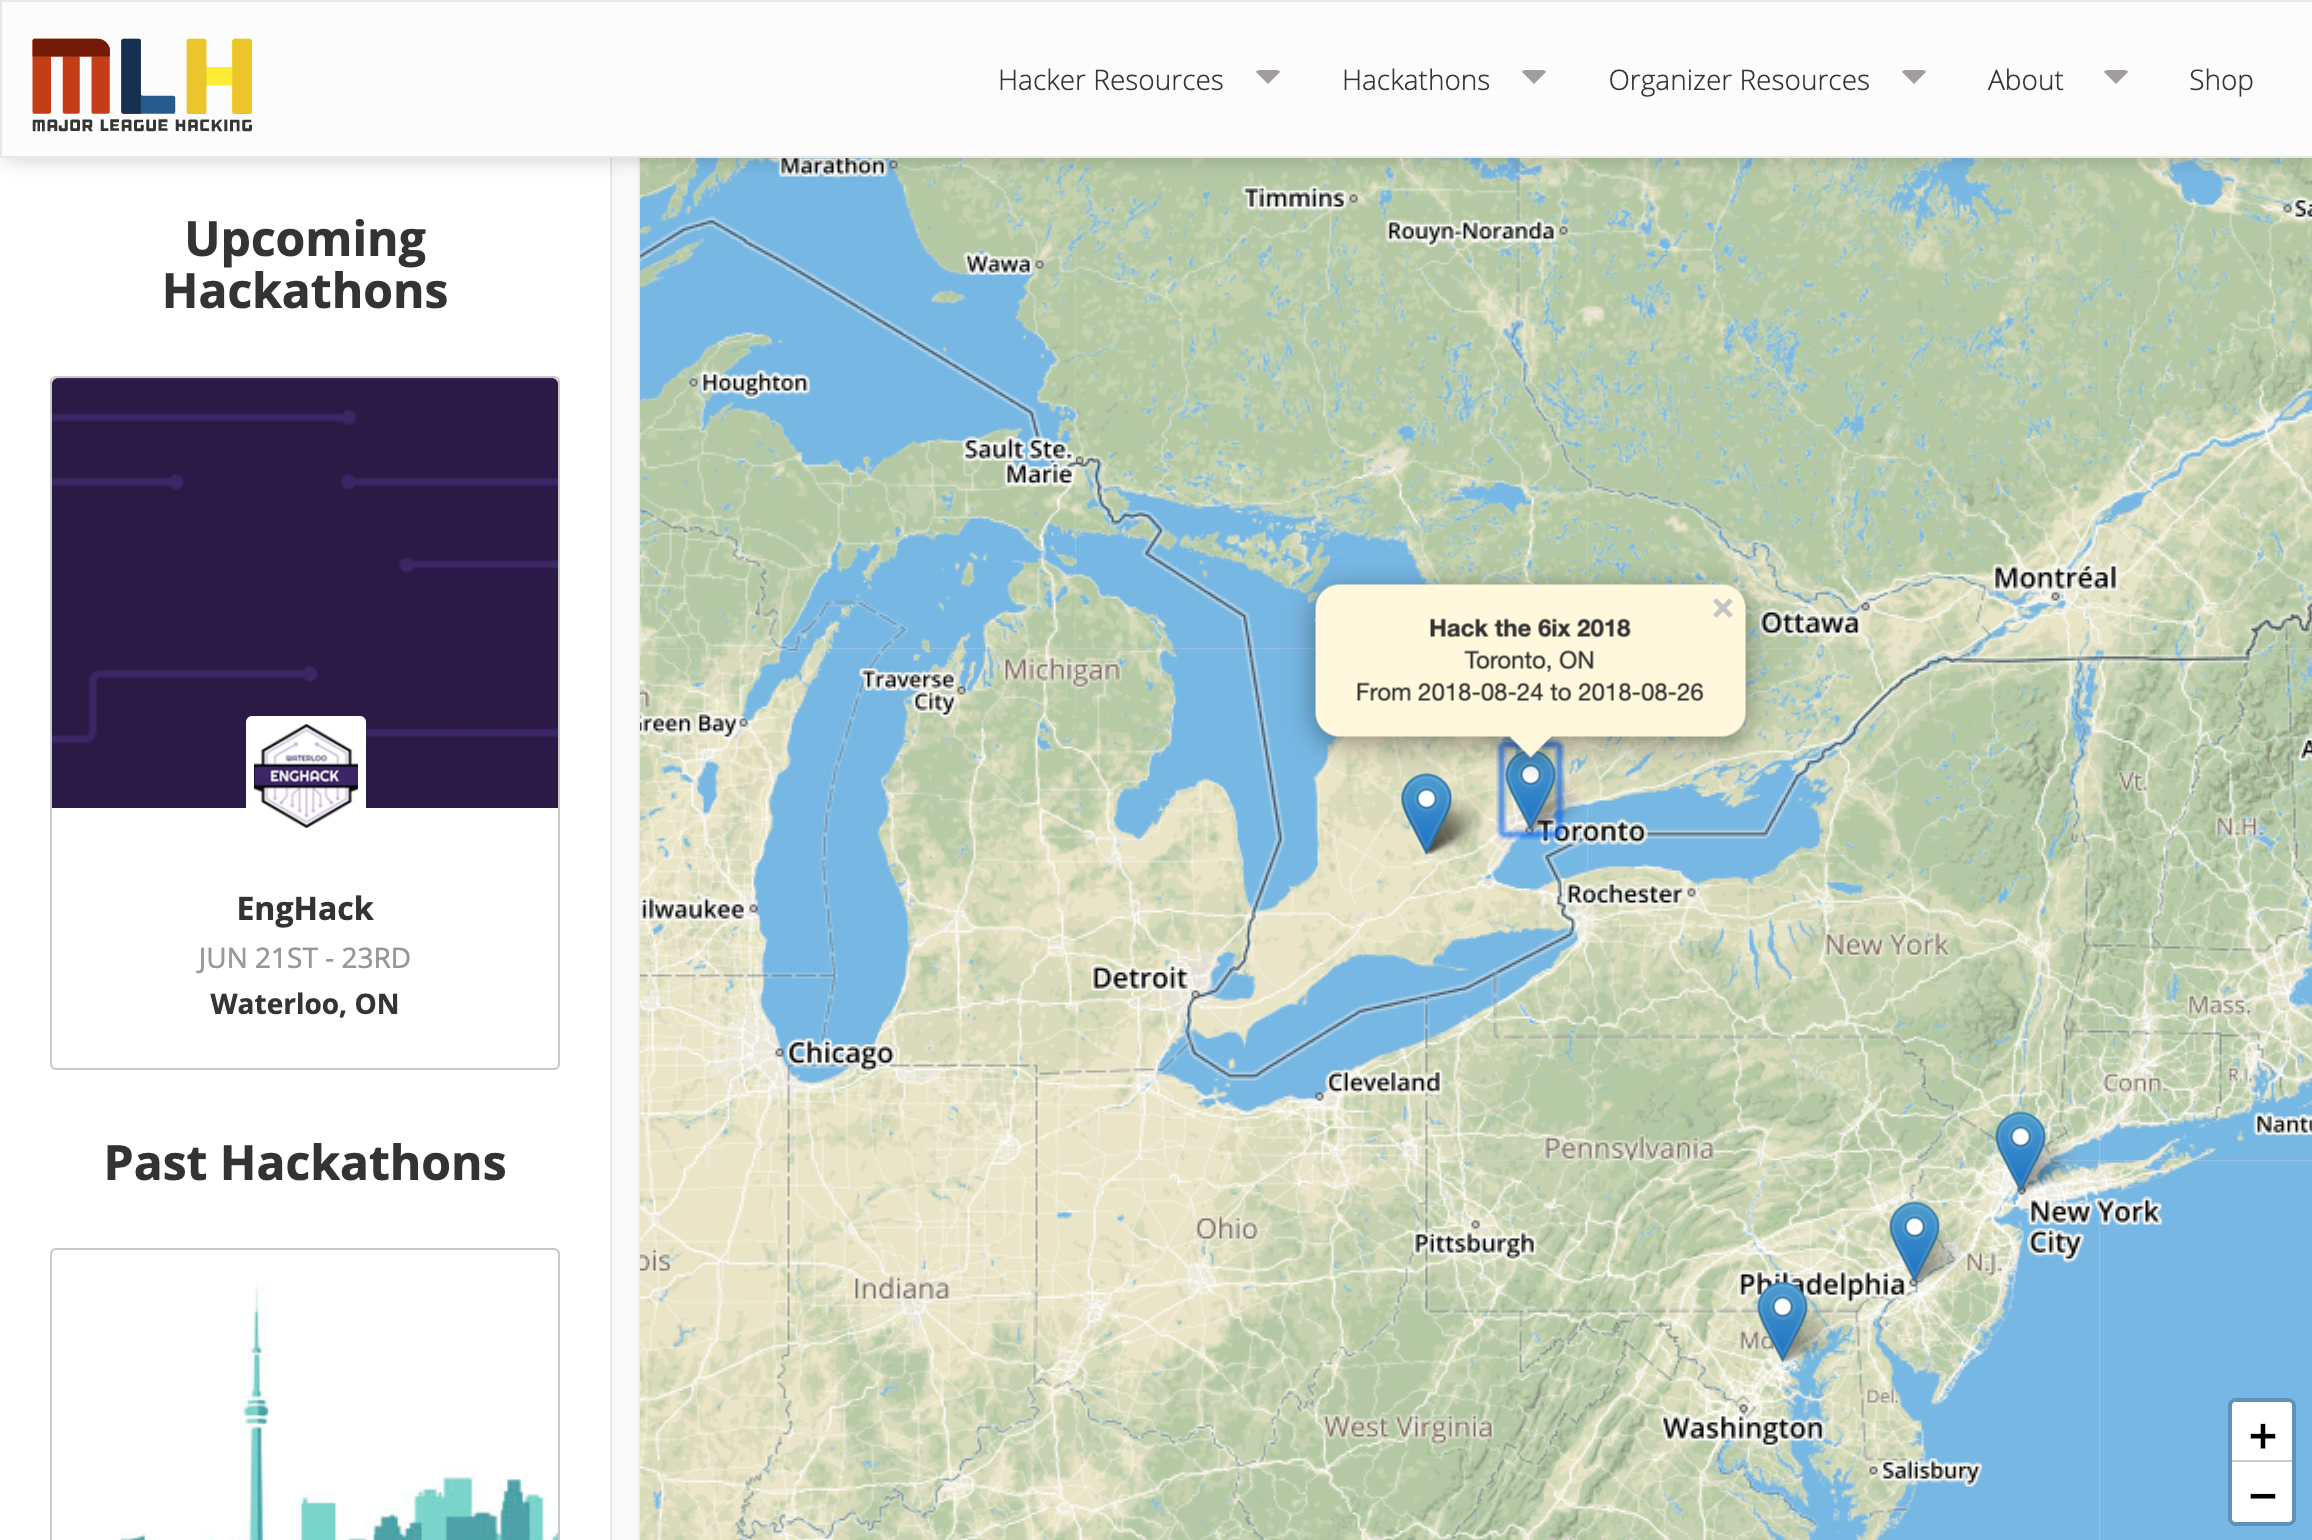 MLH
MAJOR LEAGUE HACKING
Hacker Resources
Hackathons
Organizer Resources
About
Shop
Upcoming
Hackathons
WATERLOO
ENGHACK
EngHack
JUN 21ST - 23RD
Waterloo, ON
Past Hackathons
Marathon
Timmins
Rouyn-Noranda
Wawa
Houghton
Sault Ste.
Marie
Montréal
Ottawa
Hack the 6ix 2018
Toronto, ON
From 2018-08-24 to 2018-08-26
×
Michigan
Traverse
City
reen Bay
Vt.
N.H.
Toronto
Rochester
ilwaukee
New York
Detroit
Mass.
Chicago
Cleveland
Conn.
R.I.
Nantu
Pennsylvania
New York
City
Ohio
Pittsburgh
ois
N.J.
Indiana
Philadelphia
Del.
West Virginia
Washington
Salisbury
+
−